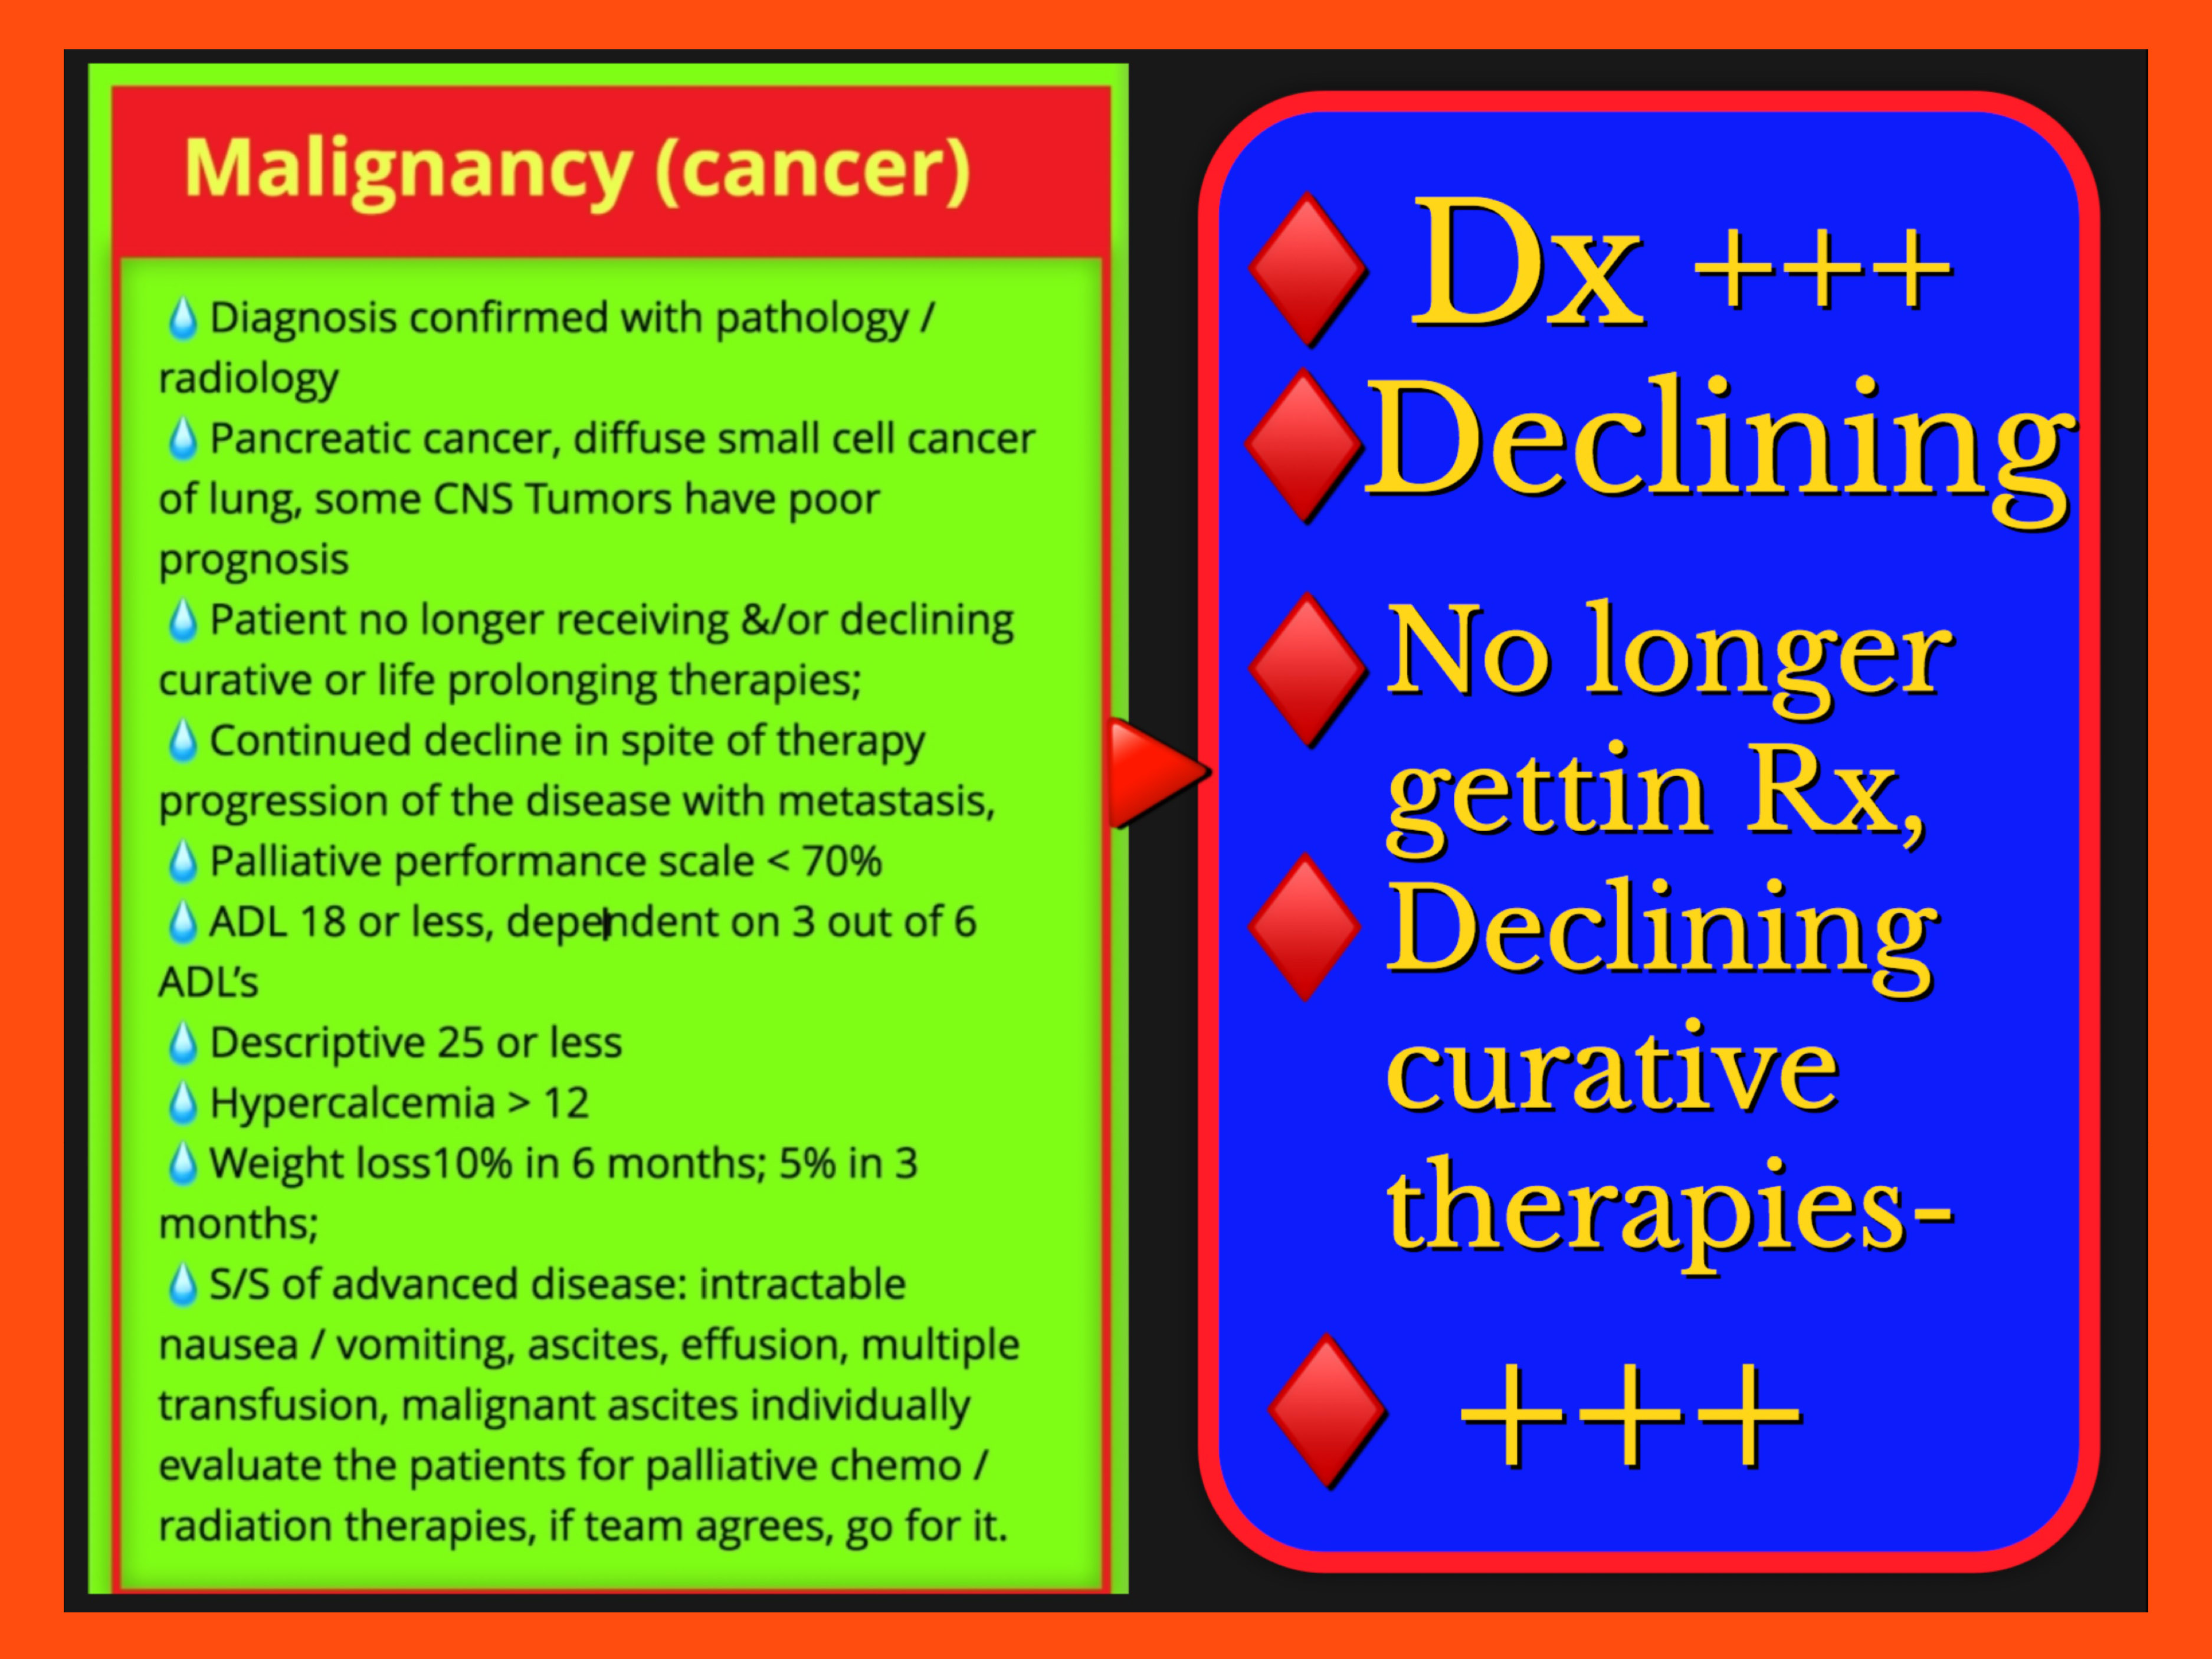 Malignancy (cancer)
Diagnosis confirmed with pathology /
radiology
Pancreatic cancer, diffuse small cell cancer
of lung, some CNS Tumors have poor
prognosis
Patient no longer receiving &/or declining
curative or life prolonging therapies;
Continued decline in spite of therapy
progression of the disease with metastasis,
Palliative performance scale < 70%
ADL 18 or less, dependent on 3 out of 6
ADL’s
Descriptive 25 or less
Hypercalcemia > 12
Weight loss10% in 6 months; 5% in 3
months;
S/S of advanced disease: intractable
nausea / vomiting, ascites, effusion, multiple
transfusion, malignant ascites individually
evaluate the patients for palliative chemo /
radiation therapies, if team agrees, go for it.
Dx +++
Declining
No longer
gettin Rx,
Declining
curative
therapies-
+++